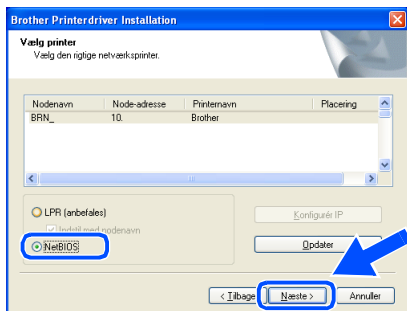 Brother Printerdriver Installation
Vælg printer
Vælg den rigtige netværksprinter.
Nodenavn Node-adresse Printernavn Placering
BRN_ 10. Brother
LPR (anbefales)
Indstil med nodenavn
Konfigurér IP
NetBIOS
Opdater
< Tilbage Næste > Annuller